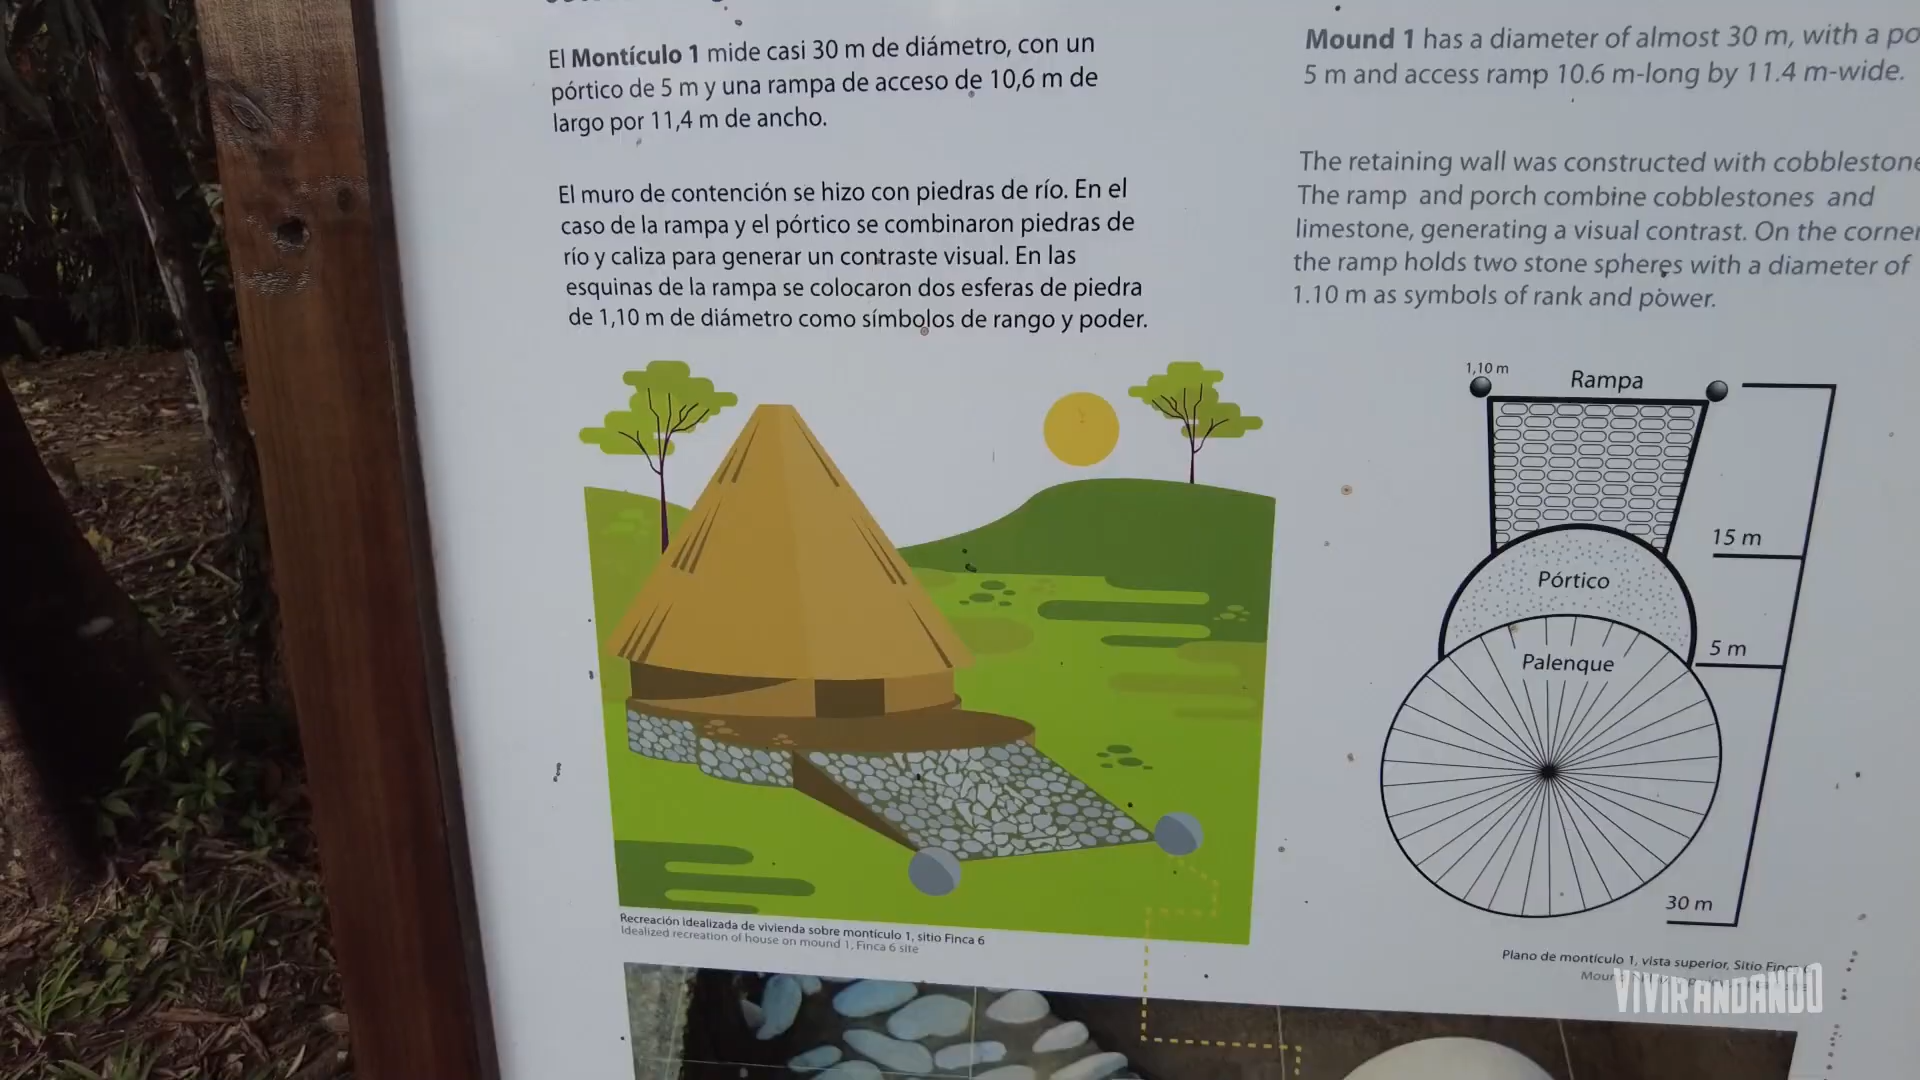 El Montículo 1 mide casi 30 m de diámetro, con un
pórtico de 5 m y una rampa de acceso de 10,6 m de
largo por 11,4 m de ancho.
El muro de contención se hizo con piedras de río. En el
caso de la rampa y el pórtico se combinaron piedras de
río y caliza para generar un contraste visual. En las
esquinas de la rampa se colocaron dos esferas de piedra
de 1,10 m de diámetro como símbolos de rango y poder.
Mound 1 has a diameter of almost 30 m, with a
5 m and access ramp 10.6 m-long by 11.4 m-wide.
The retaining wall was constructed with
The ramp and porch combine cobblestones and
limestone, generating a visual contrast. On the
the ramp holds two stone spheres with a diameter of
1.10 m as symbols of rank and power.
1,10 m
Rampa
15 m
Pórtico
5 m
Palenque
30 m
Recreación idealizada de vivienda sobre montículo 1, sitio Finca 6
Idealized recreation of house on mound 1, Finca 6 site
Plano de montículo 1, vista superior, Sitio
VIVIR ANDANDO